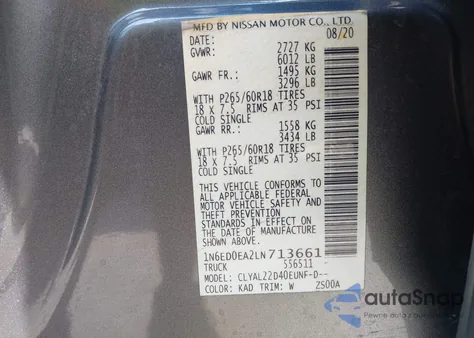 MFD BY NISSAN MOTOR CO., LTD.
DATE: 08/20
GVWR: 2727 KG
6012 LB
GAWR FR.: 1495 KG
3296 LB
WITH P265/60R18 TIRES
18 x 7.5 RIMS AT 35 PSI
COLD SINGLE
GAWR RR.: 1558 KG
3434 LB
WITH P265/60R18 TIRES
18 x 7.5 RIMS AT 35 PSI
COLD SINGLE
THIS VEHICLE CONFORMS TO
ALL APPLICABLE FEDERAL
MOTOR VEHICLE SAFETY AND
THEFT PREVENTION
STANDARDS IN EFFECT ON
THE DATE OF MANUFACTURE
SHOWN ABOVE.
1N6ED0EA2LN713661
TRUCK 556511
MODEL: CLYAL22D40EUNF-D--
COLOR: KAD TRIM: W ZS00A
autoSnap
Pewne auto